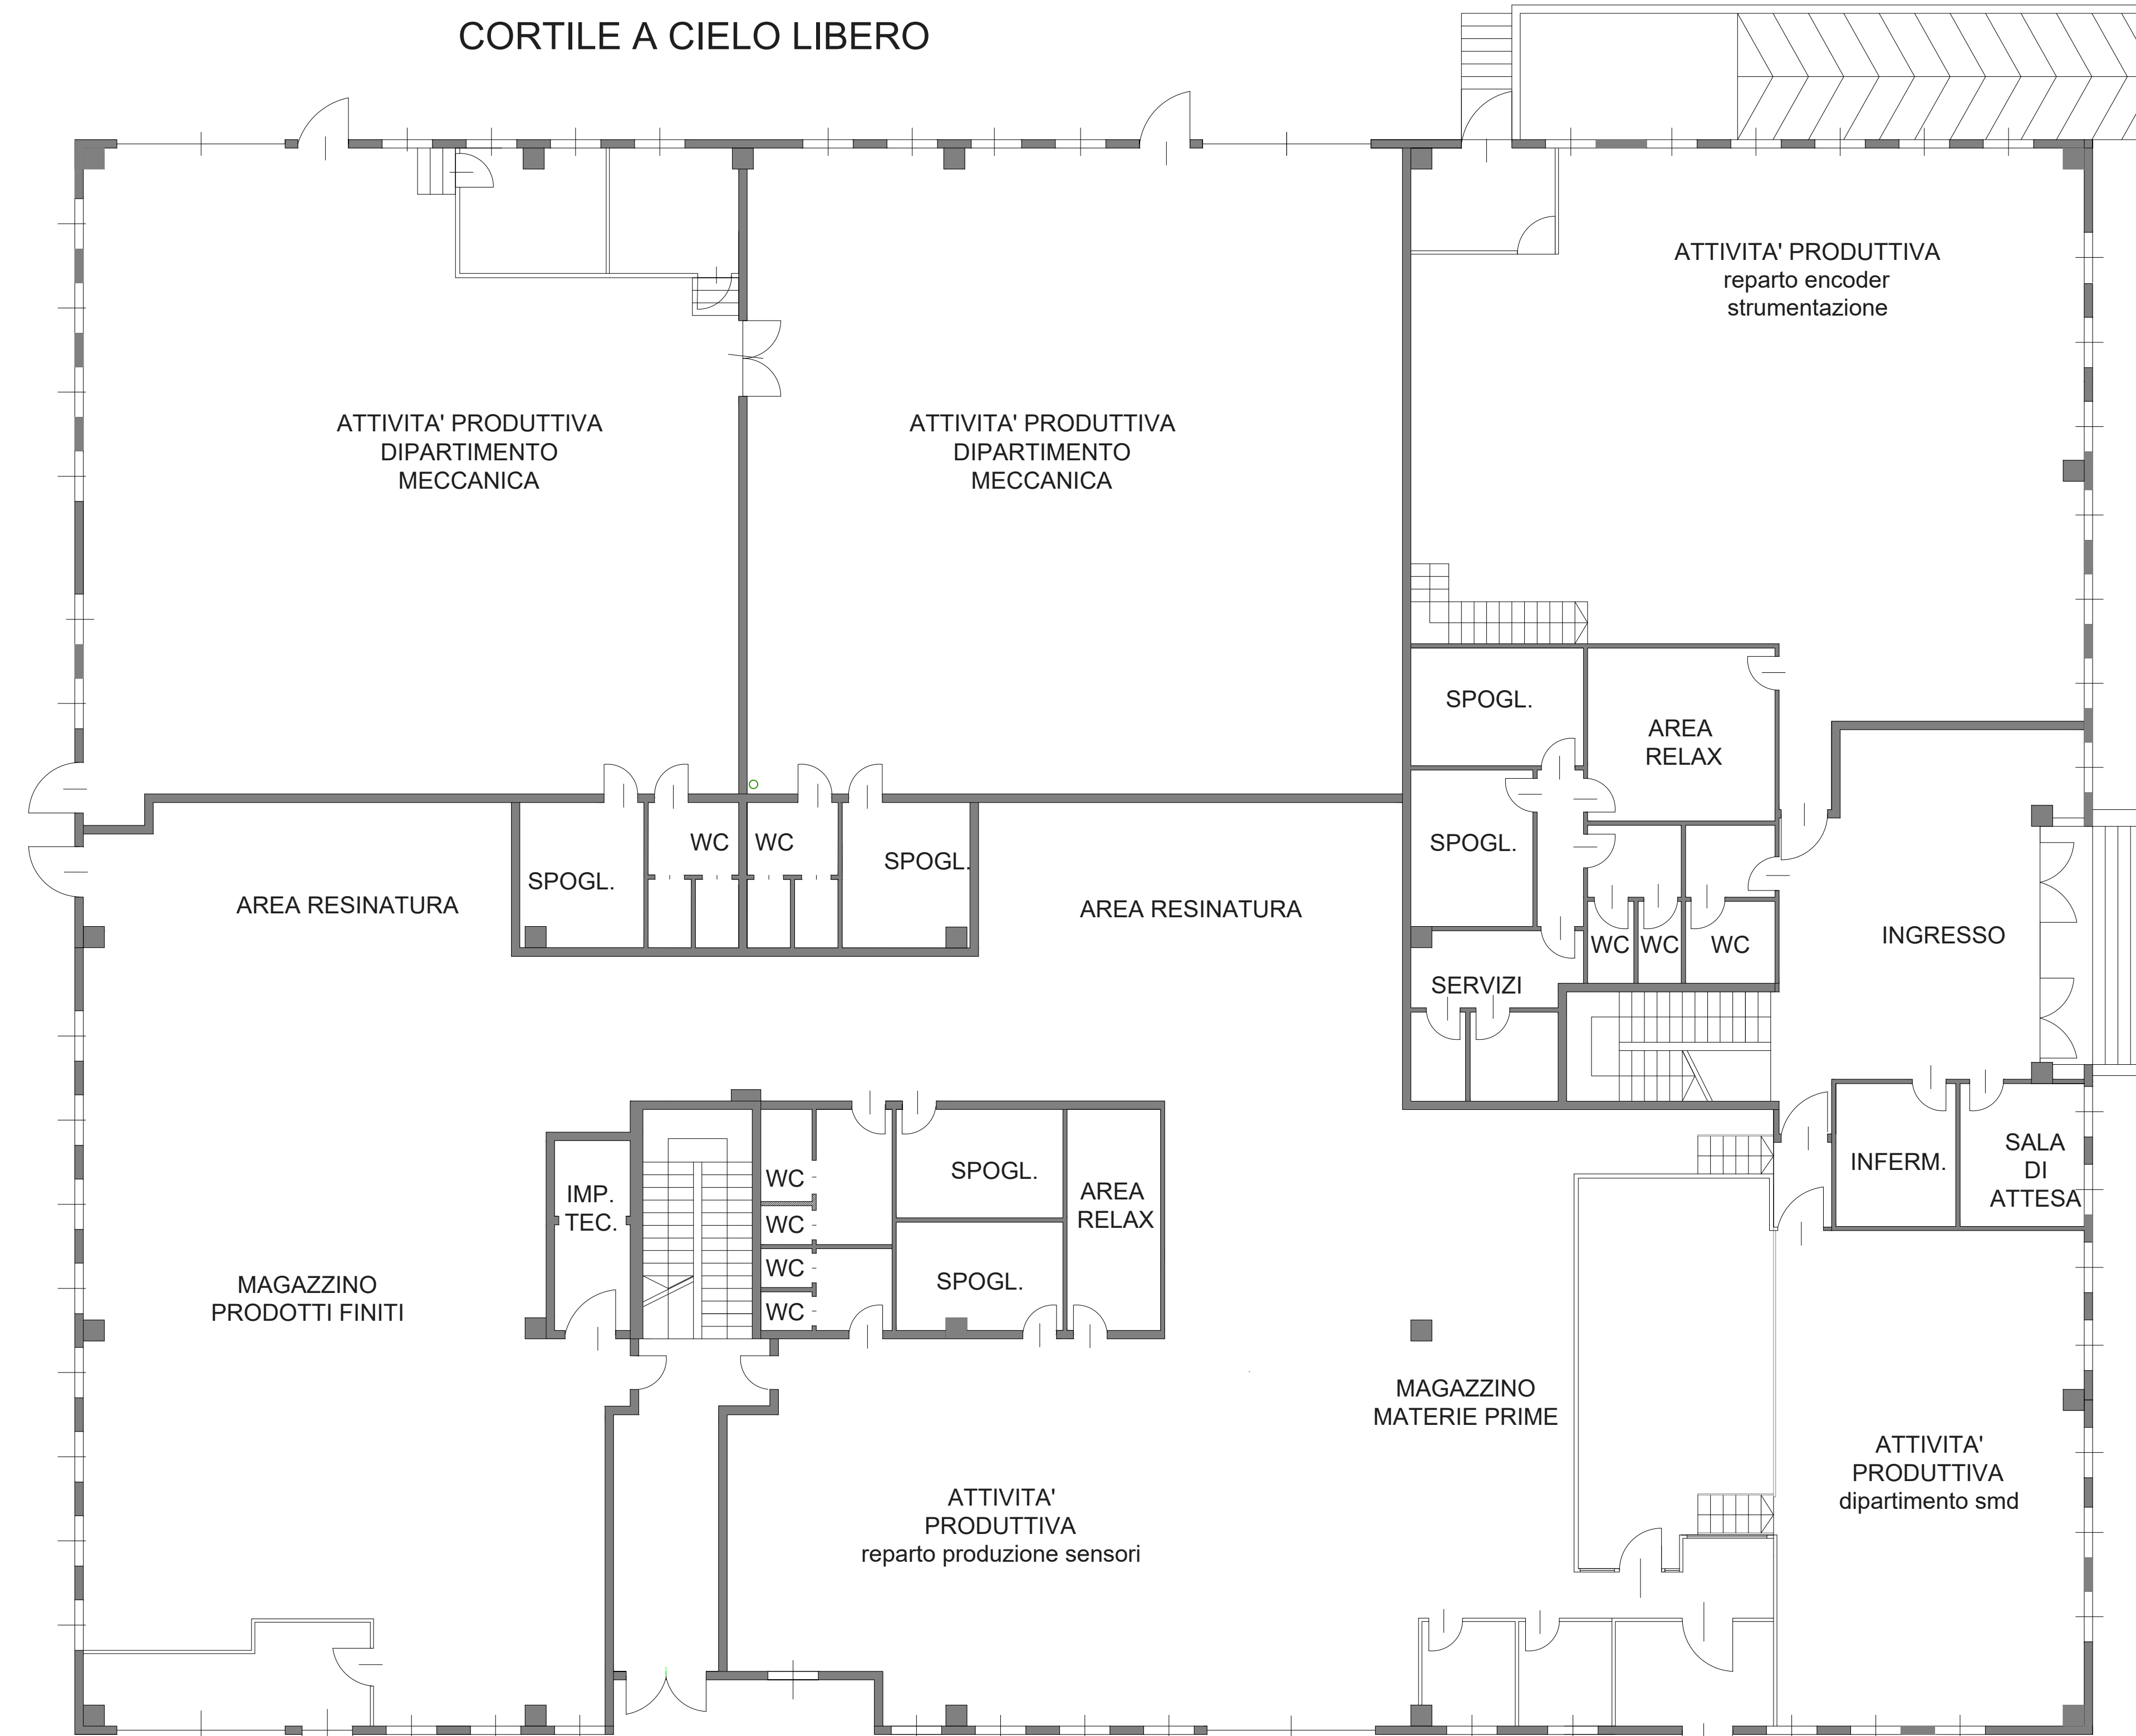 CORTILE A CIELO LIBERO
ATTIVITA' PRODUTTIVA
reparto encoder
strumentazione
ATTIVITA' PRODUTTIVA
DIPARTIMENTO
MECCANICA
ATTIVITA' PRODUTTIVA
DIPARTIMENTO
MECCANICA
SPOGL.
AREA
RELAX
SPOGL.
WC
WC
SPOGL.
SPOGL.
AREA RESINATURA
AREA RESINATURA
WC
WC
WC
INGRESSO
SERVIZI
IMP.
TEC.
WC
WC
WC
WC
SPOGL.
SPOGL.
AREA
RELAX
INFERM.
SALA
DI
ATTESA
MAGAZZINO
PRODOTTI FINITI
MAGAZZINO
MATERIE PRIME
ATTIVITA'
PRODUTTIVA
dipartimento smd
ATTIVITA'
PRODUTTIVA
reparto produzione sensori